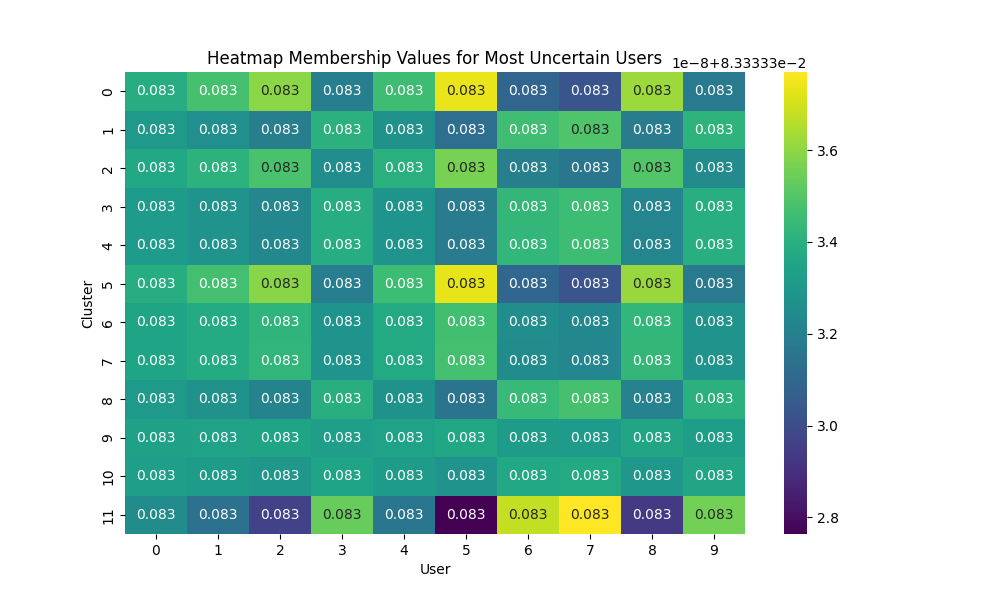 Heatmap Membership Values for Most Uncertain Users
1e−8+8.33333e−2
0 0.083 0.083 0.083 0.083 0.083 0.083 0.083 0.083 0.083 0.083
1 0.083 0.083 0.083 0.083 0.083 0.083 0.083 0.083 0.083 0.083
3.6
2 0.083 0.083 0.083 0.083 0.083 0.083 0.083 0.083 0.083 0.083
3 0.083 0.083 0.083 0.083 0.083 0.083 0.083 0.083 0.083 0.083
4 0.083 0.083 0.083 0.083 0.083 0.083 0.083 0.083 0.083 0.083
3.4
5 0.083 0.083 0.083 0.083 0.083 0.083 0.083 0.083 0.083 0.083
Cluster
6 0.083 0.083 0.083 0.083 0.083 0.083 0.083 0.083 0.083 0.083
3.2
7 0.083 0.083 0.083 0.083 0.083 0.083 0.083 0.083 0.083 0.083
8 0.083 0.083 0.083 0.083 0.083 0.083 0.083 0.083 0.083 0.083
3.0
9 0.083 0.083 0.083 0.083 0.083 0.083 0.083 0.083 0.083 0.083
10 0.083 0.083 0.083 0.083 0.083 0.083 0.083 0.083 0.083 0.083
11 0.083 0.083 0.083 0.083 0.083 0.083 0.083 0.083 0.083 0.083
2.8
0 1 2 3 4 5 6 7 8 9
User